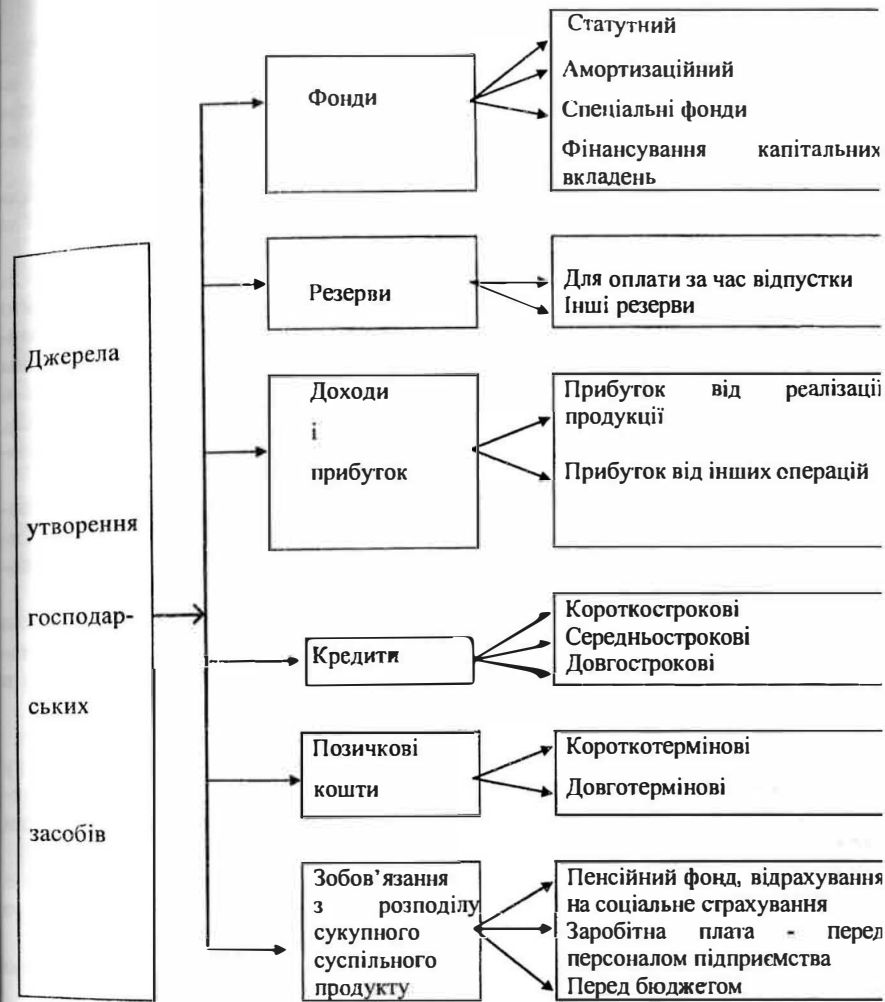 Джерела
утворення
господар-
ських
засобів
Фонди
Статутний
Амортизаційний
Спеціальні фонди
Фінансування капітальних
вкладень
Резерви
Для оплати за час відпустки
Інші резерви
Доходи
і
прибуток
Прибуток від реалізації
продукції
Прибуток від інших операцій
Кредити
Короткострокові
Середньострокові
Довгострокові
Позичкові
кошти
Короткотермінові
Довготермінові
Зобов’язання
з розподілу
сукупного
суспільного
продукту
Пенсійний фонд, відрахування
на соціальне страхування
Заробітна плата - перед
персоналом підприємства
Перед бюджетом